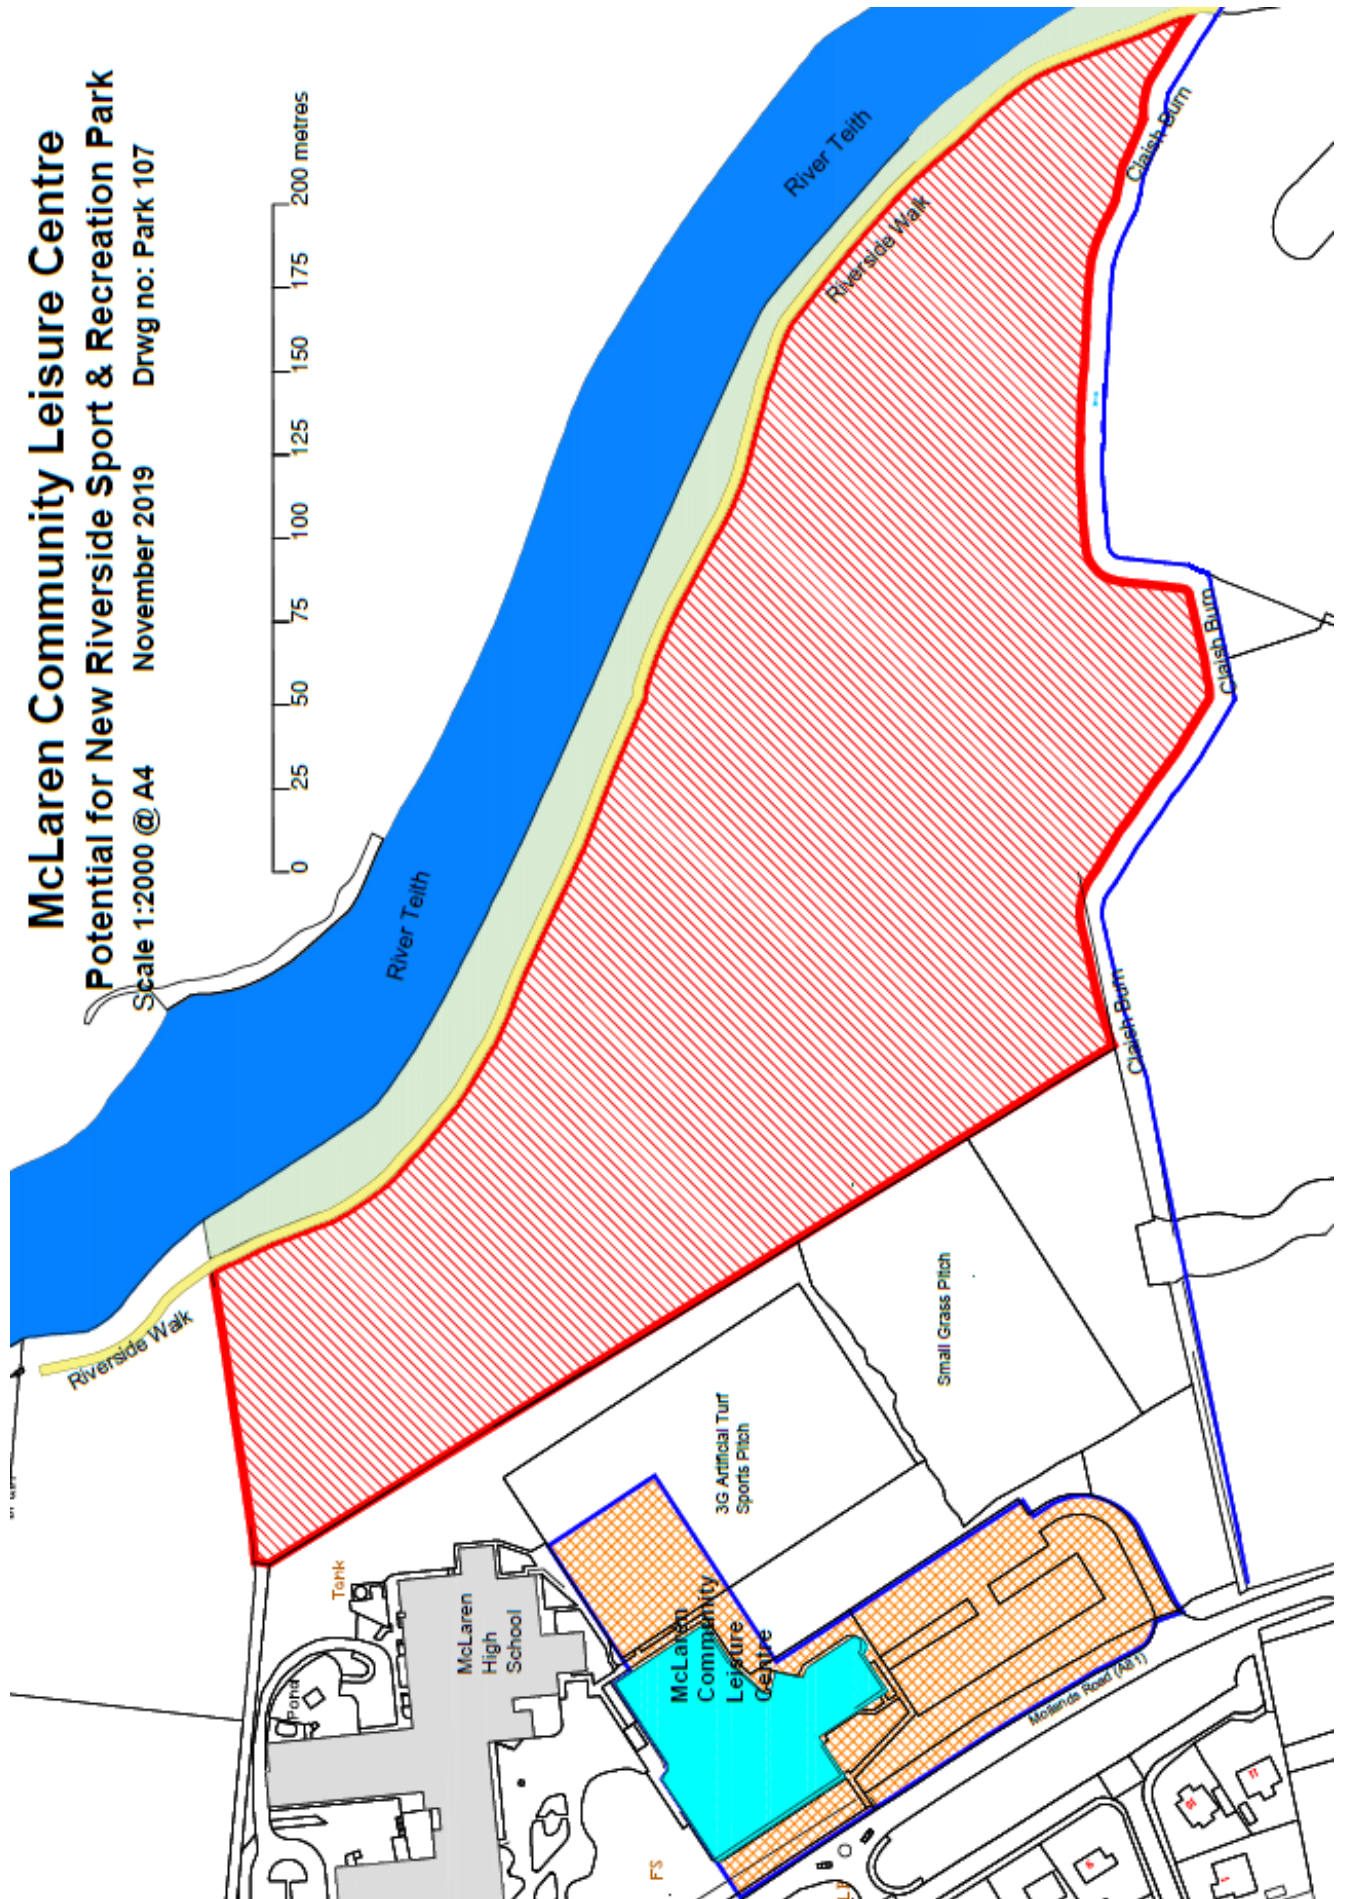 McLaren Community Leisure Centre
Potential for New Riverside Sport & Recreation Park
Scale 1:2000 @ A4 November 2019 Drwg no: Park 107
0 25 50 75 100 125 150 175 200 metres
River Teith
River Teith
Riverside Walk
Riverside Walk
Claish Burn
Claish Burn
Claish Burn
Small Grass Pitch
3G Artificial Turf
Sports Pitch
Tank
McLaren
High
School
Pond
McLaren
Community
Leisure
Centre
Mollands Road (A81)
FS